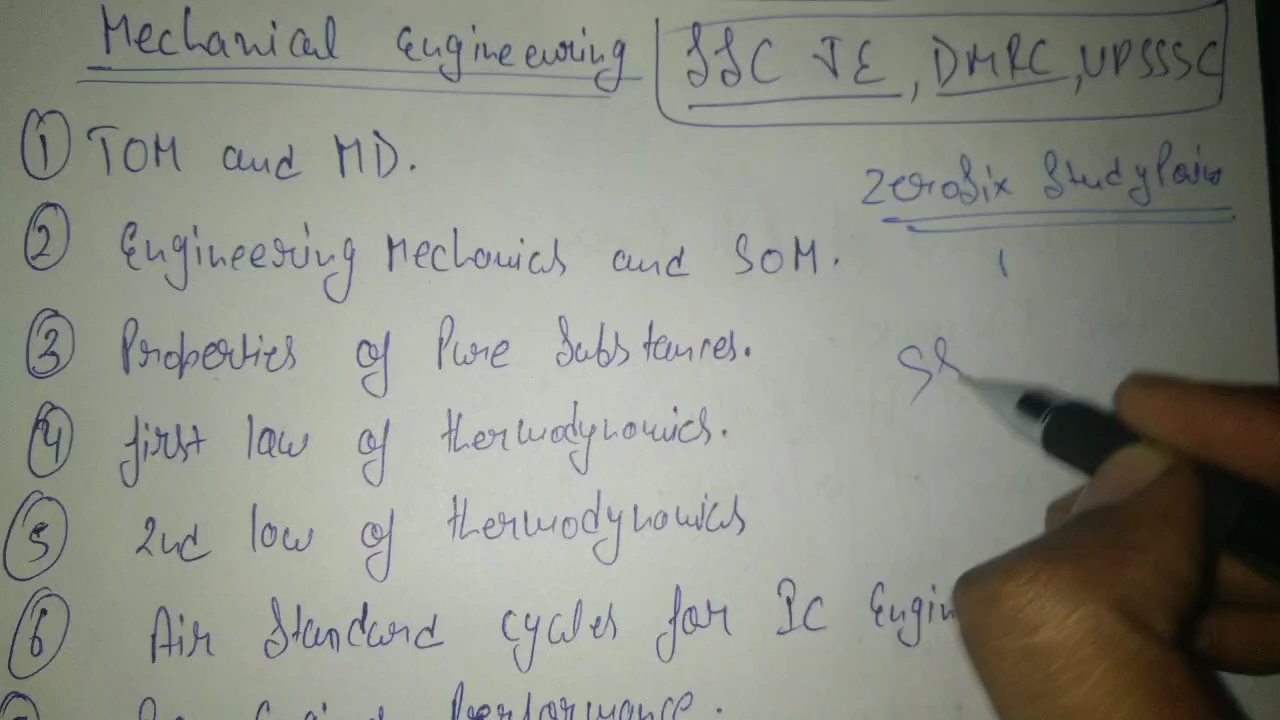 Mechanical Engineering
SSC JE, DMRC, UPSSSC
① TOM and MD.
ZeroSix Study
② Engineering Mechanics and SOM.
③ Properties of Pure Substances.
④ first law of thermodynamics.
⑤ 2nd law of thermodynamics
⑥ Air Standard cycles for IC Engin
Performance.